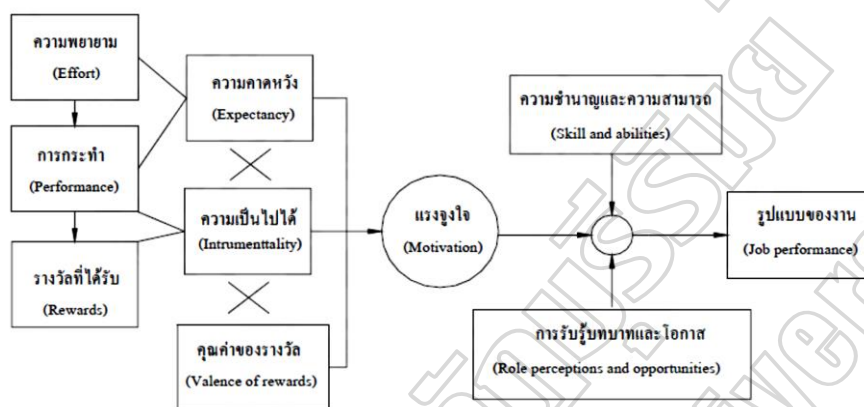 ความพยายาม
(Effort)
การกระทำ
(Performance)
รางวัลที่ได้รับ
(Rewards)
ความคาดหวัง
(Expectancy)
ความเป็นไปได้
(Intrumenttality)
คุณค่าของรางวัล
(Valence of rewards)
แรงจูงใจ
(Motivation)
ความชำนาญและความสามารถ
(Skill and abilities)
การรับรู้บทบาทและโอกาส
(Role perceptions and opportunities)
รูปแบบของงาน
(Job performance)